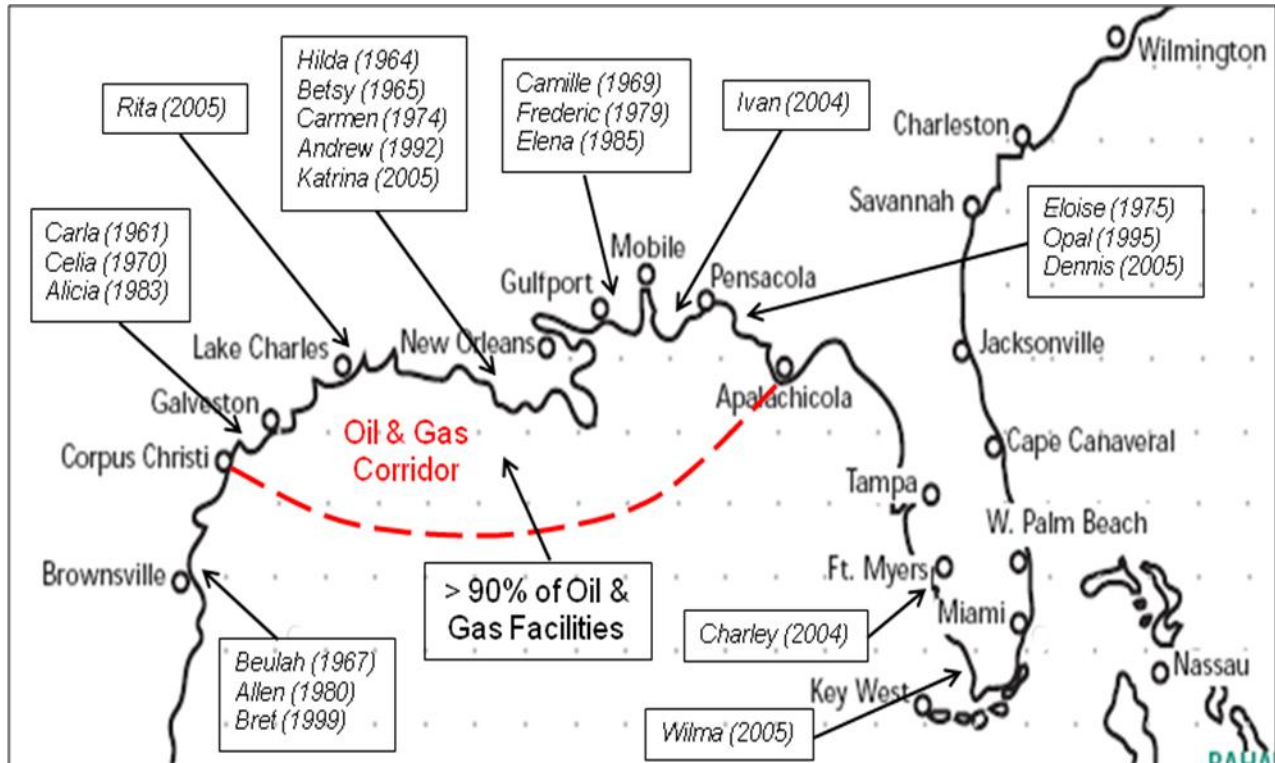 Hilda (1964)
Betsy (1965)
Carmen (1974)
Andrew (1992)
Katrina (2005)
Camille (1969)
Frederic (1979)
Elena (1985)
Ivan (2004)
Rita (2005)
Wilmington
Charleston
Savannah
Eloise (1975)
Opal (1995)
Dennis (2005)
Carla (1961)
Celia (1970)
Alicia (1983)
Mobile
Gulfport
Pensacola
New Orleans
Lake Charles
Jacksonville
Apalachicola
Galveston
Oil & Gas
Corridor
Corpus Christi
Cape Canaveral
Tampa
W. Palm Beach
Brownsville
> 90% of Oil &
Gas Facilities
Ft. Myers
Miami
Charley (2004)
Beulah (1967)
Allen (1980)
Bret (1999)
Nassau
Key West
Wilma (2005)